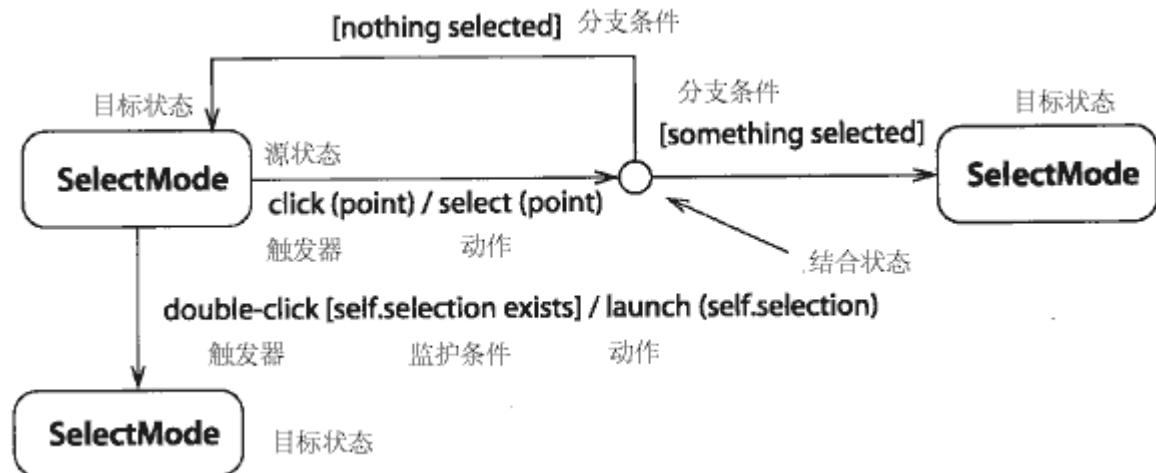 [nothing selected] 分支条件
分支条件
目标状态
目标状态
[something selected]
源状态
SelectMode
SelectMode
click (point) / select (point)
触发器 动作
结合状态
double-click [self.selection exists] / launch (self.selection)
触发器 监护条件 动作
SelectMode
目标状态